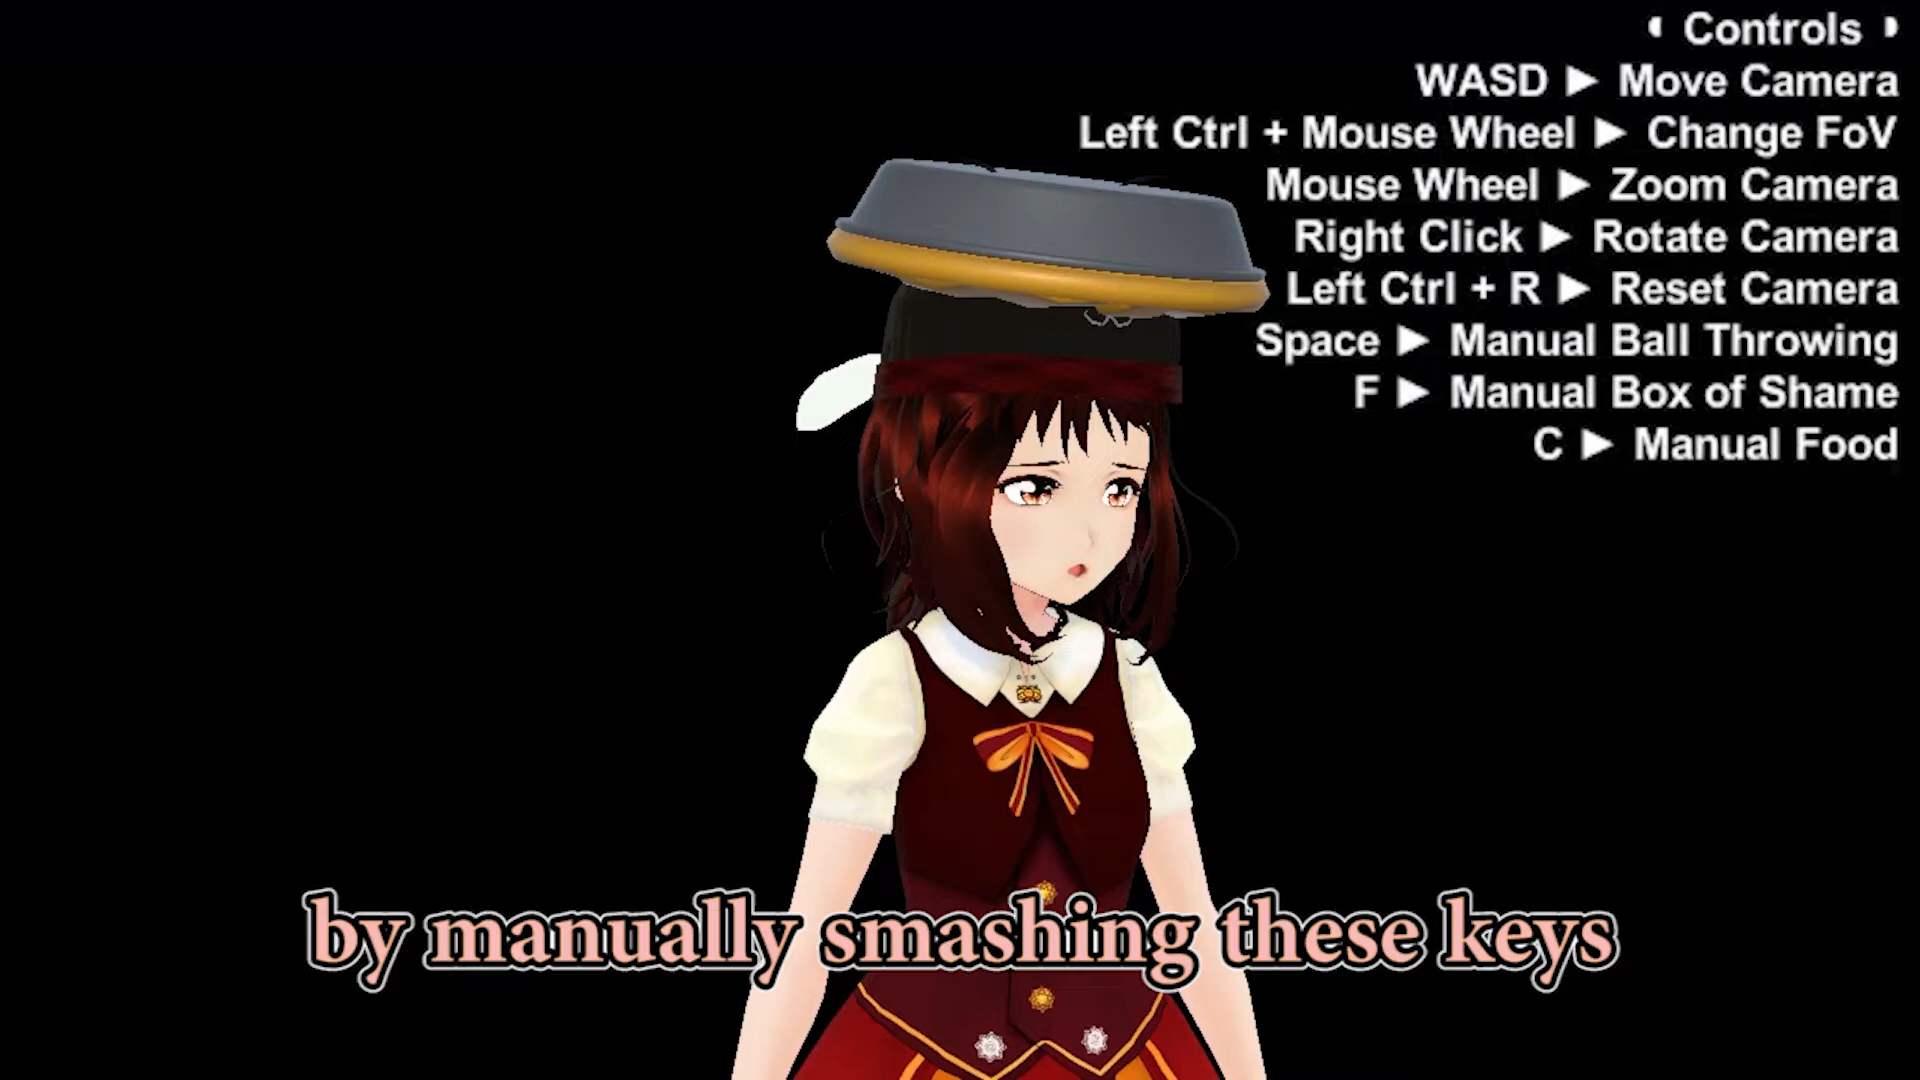 Controls
WASD ► Move Camera
Left Ctrl + Mouse Wheel ► Change FoV
Mouse Wheel ► Zoom Camera
Right Click ► Rotate Camera
Left Ctrl + R ► Reset Camera
Space ► Manual Ball Throwing
F ► Manual Box of Shame
C ► Manual Food
by manually smashing these keys